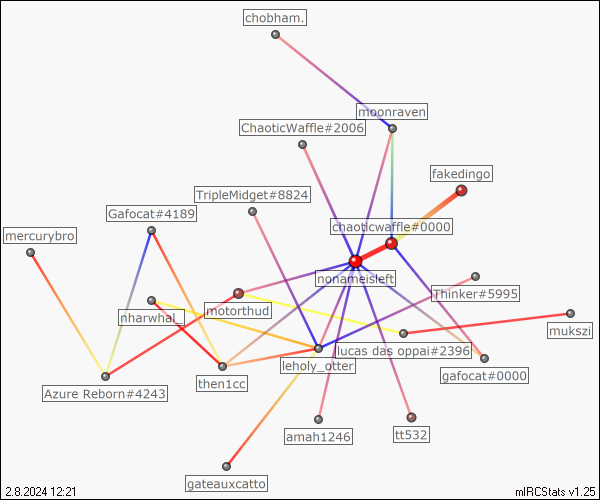 chobham.
moonraven
ChaoticWaffle#2006
fakedingo
TripleMidget#8824
Gafocat#4189
chaoticwaffle#0000
mercurybro
nonameisleft
Thinker#5995
nharwhal_
motorthud
mukszi
lucas das oppai#2396
leholy_otter
gafocat#0000
then1cc
Azure Reborn#4243
amah1246
tt532
gateauxcatto
2.8.2024 12:21
mIRCStats v1.25